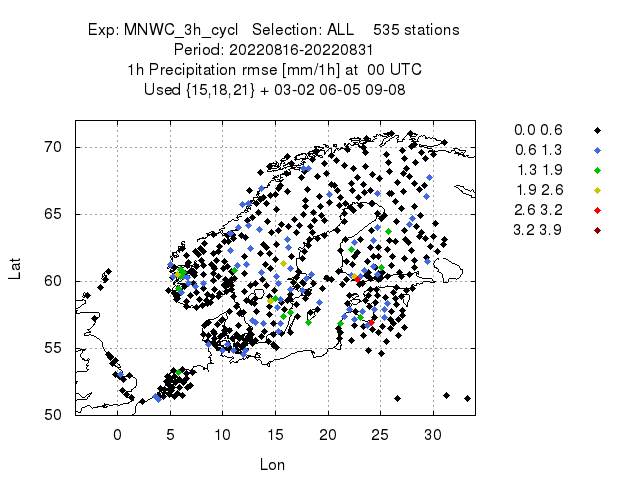 Exp: MNWC_3h_cycl   Selection: ALL    535 stations
Period: 20220816-20220831
1h Precipitation rmse [mm/1h] at  00 UTC
Used {15,18,21} + 03-02 06-05 09-08
0.0 0.6
0.6 1.3
1.3 1.9
1.9 2.6
2.6 3.2
3.2 3.9
70
65
60
55
50
Lat
0 5 10 15 20 25 30
Lon